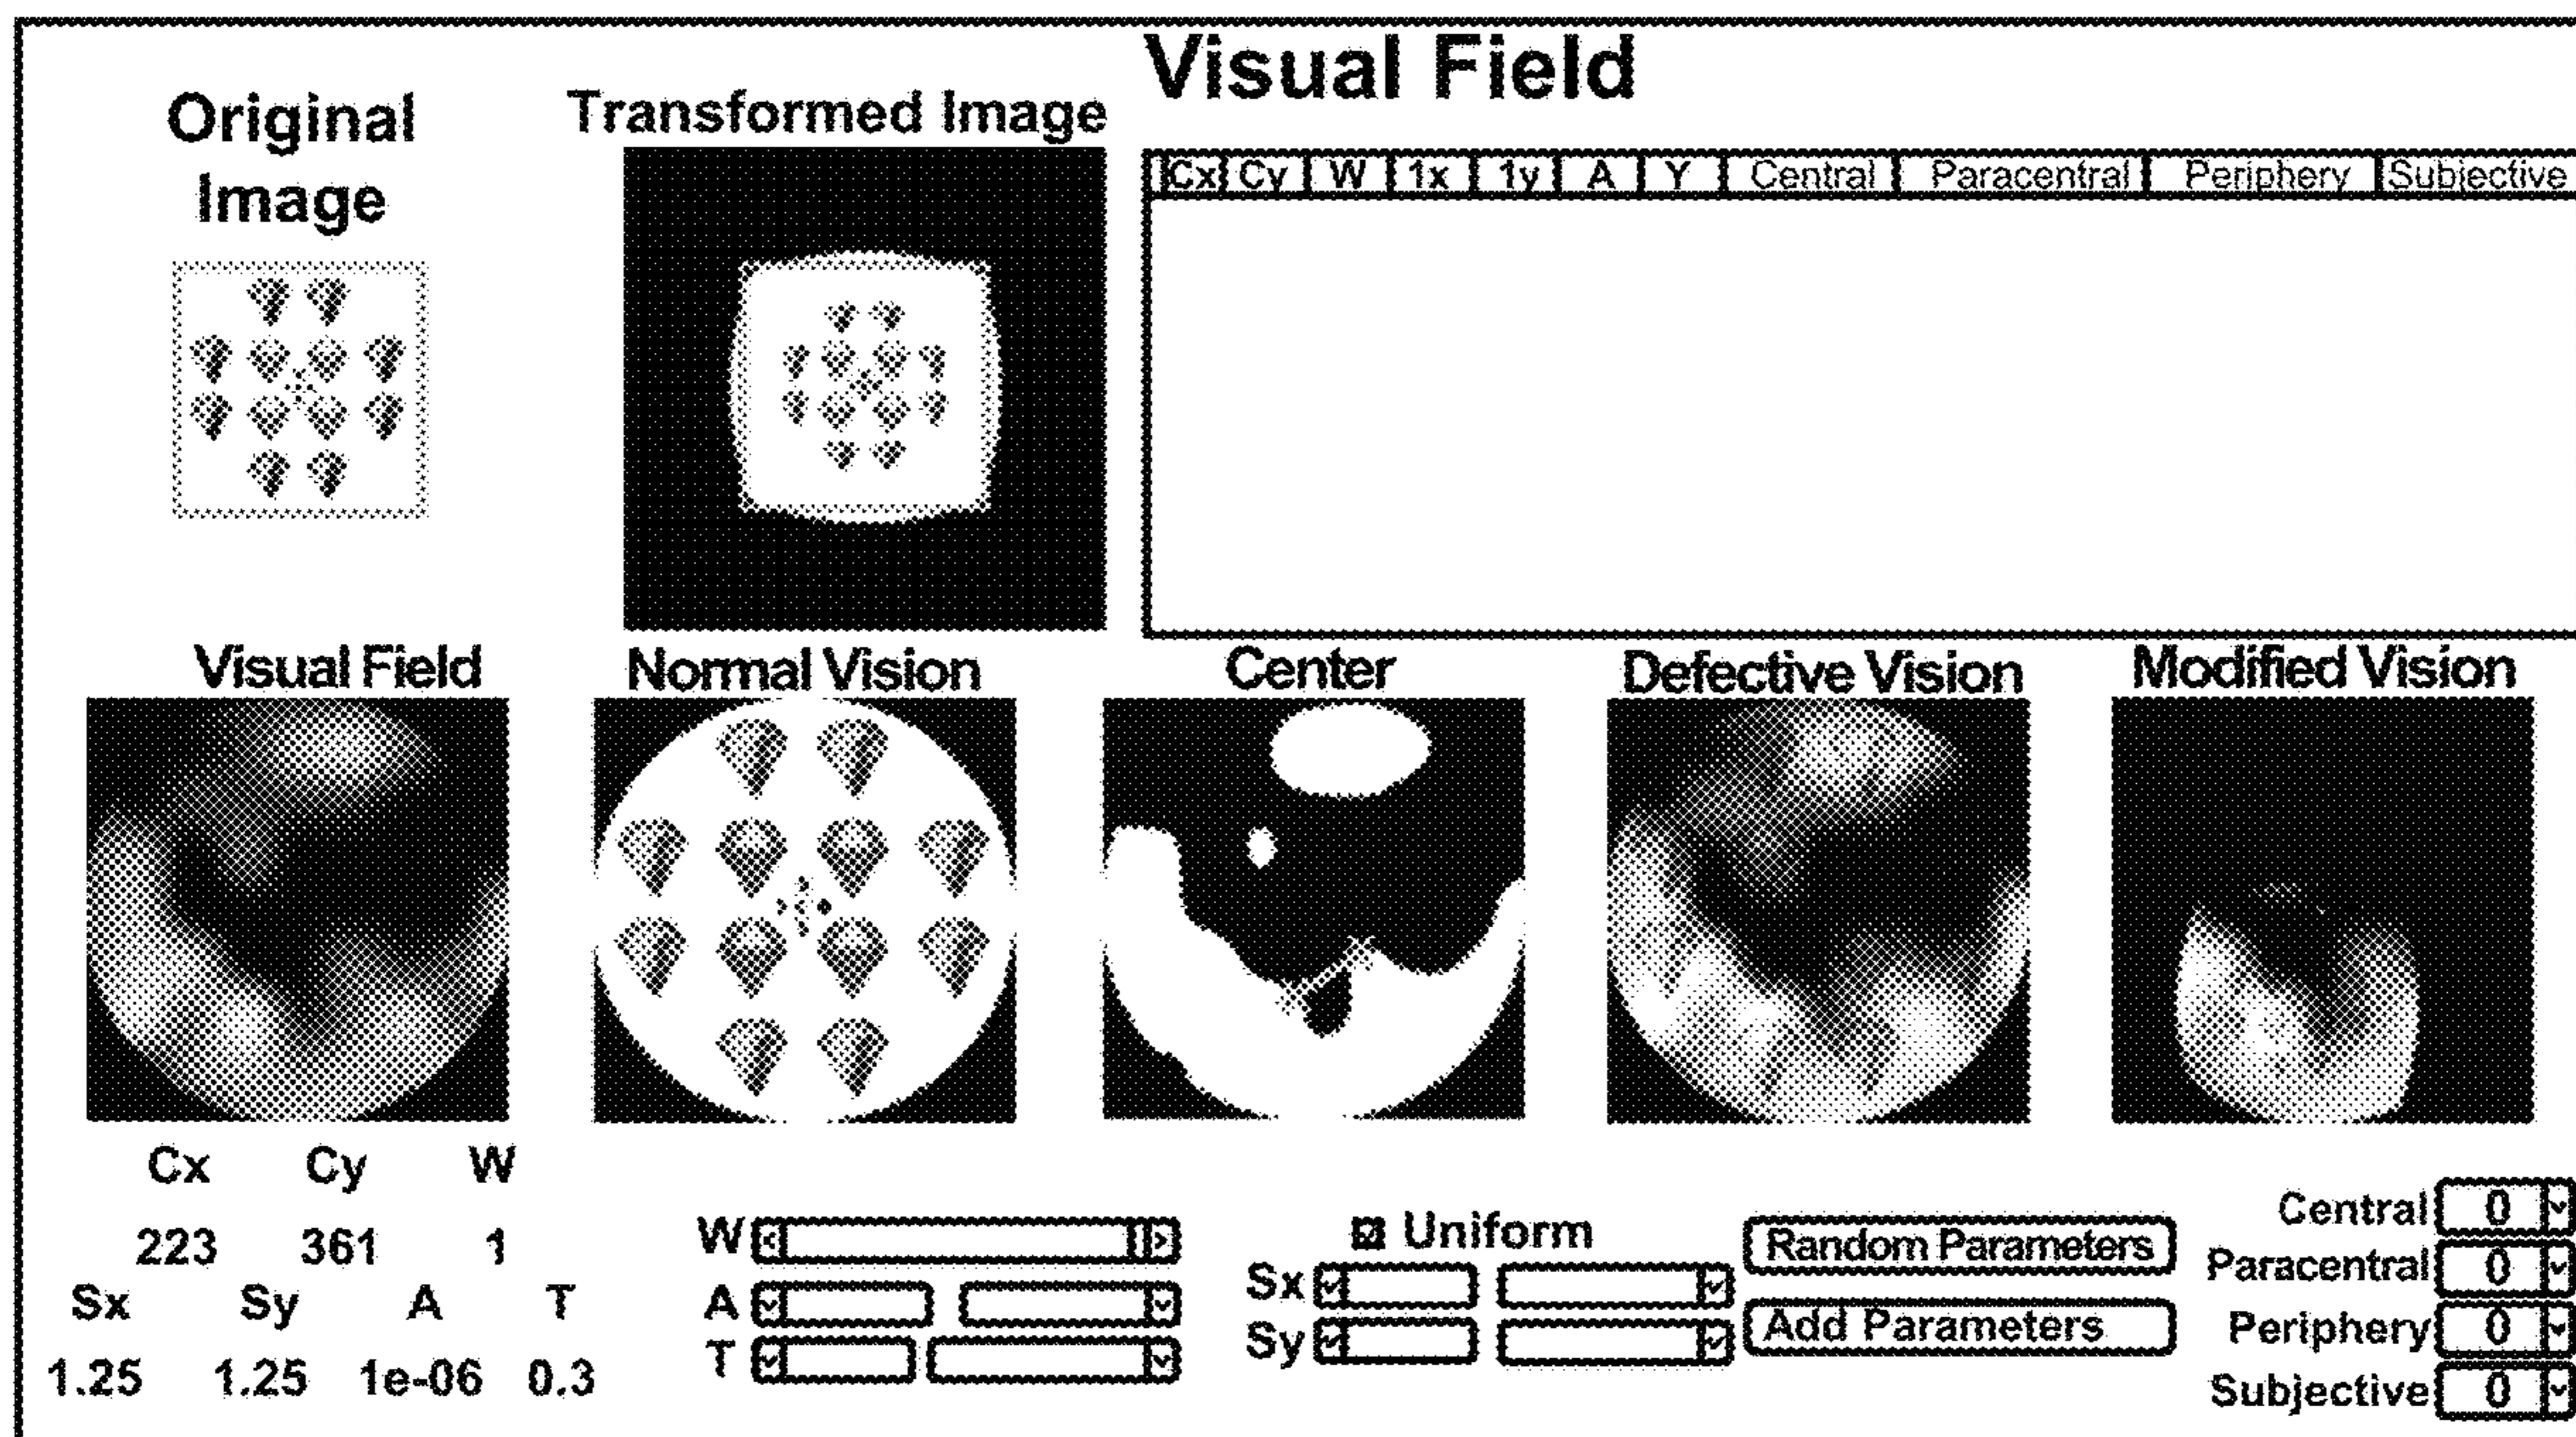 Visual Field
Original
Image
Transformed Image
Cx Cy W 1x 1y A Y Central Paracentral Periphery Subjective
Visual Field Normal Vision Center Defective Vision Modified Vision
Cx Cy W
223 361 1
Sx Sy A T
1.25 1.25 1e-06 0.3
W
A
T
Uniform
Sx
Sy
Random Parameters
Add Parameters
Central 0
Paracentral 0
Periphery 0
Subjective 0